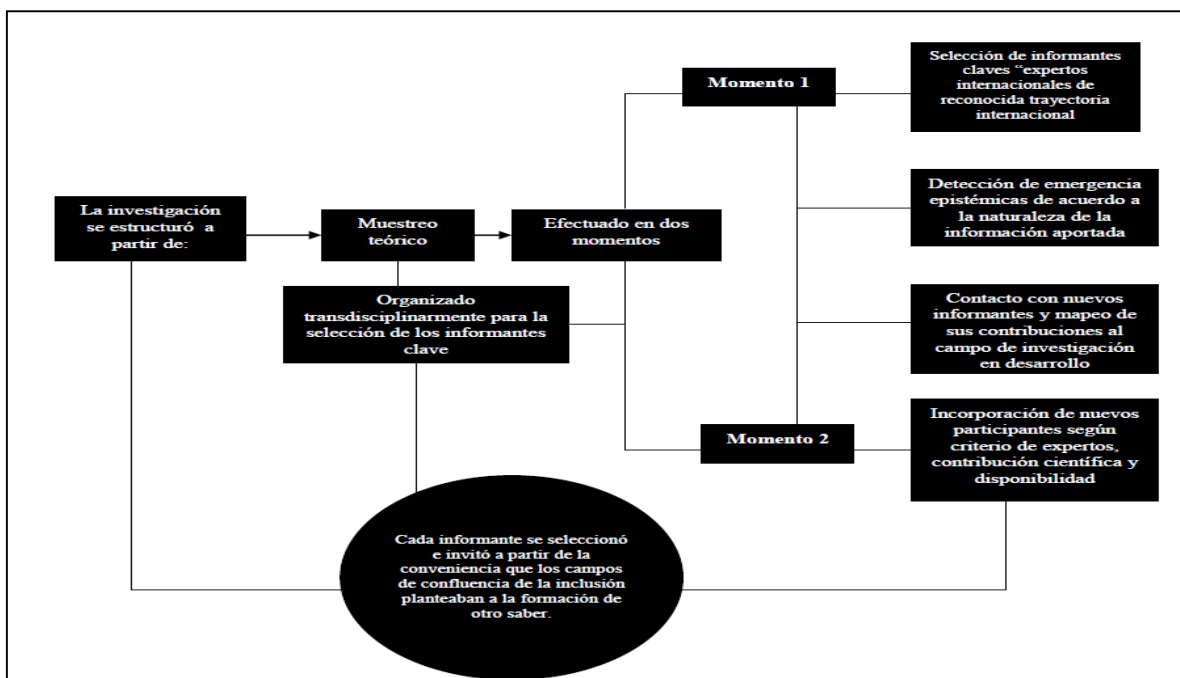 La investigación
se estructuró a
partir de:
Muestreo
teórico
Efectuado en dos
momentos
Organizado
transdisciplinarmente para la
selección de los informantes
clave
Momento 1
Selección de informantes
claves “expertos
internacionales de
reconocida trayectoria
internacional
Detección de emergencia
epistémicas de acuerdo a
la naturaleza de la
información aportada
Contacto con nuevos
informantes y mapeo de
sus contribuciones al
campo de investigación
en desarrollo
Momento 2
Incorporación de nuevos
participantes según
criterio de expertos,
contribución científica y
disponibilidad
Cada informante se seleccionó
e invitó a partir de la
conveniencia que los campos
de confluencia de la inclusión
planteaban a la formación de
otro saber.